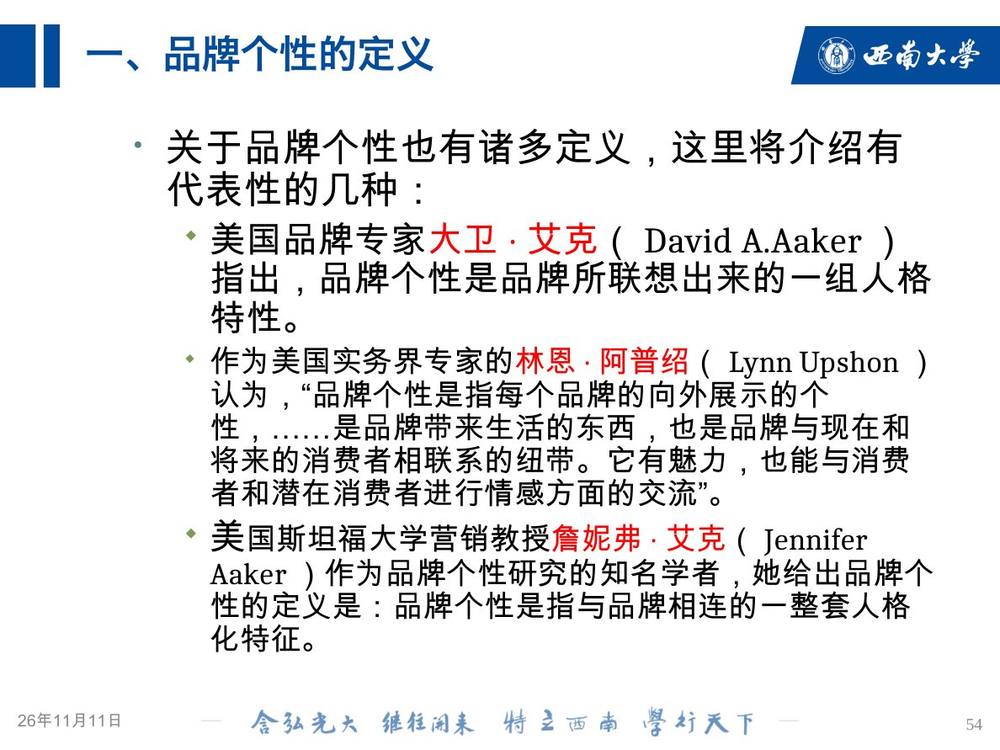 一、品牌个性的定义
西南大学
• 关于品牌个性也有诸多定义，这里将介绍有
代表性的几种：
美国品牌专家大卫·艾克（ David A.Aaker ）
指出，品牌个性是品牌所联想出来的一组人格
特性。
作为美国实务界专家的林恩·阿普绍（ Lynn Upshon ）
认为，“品牌个性是指每个品牌的向外展示的个
性，……是品牌带来生活的东西，也是品牌与现在和
将来的消费者相联系的纽带。它有魅力，也能与消费
者和潜在消费者进行情感方面的交流”。
美国斯坦福大学营销教授詹妮弗·艾克（ Jennifer
Aaker ）作为品牌个性研究的知名学者，她给出品牌个
性的定义是：品牌个性是指与品牌相连的一整套人格
化特征。
26年11月11日
含弘光大 继往开来 特立西南 学行天下
54